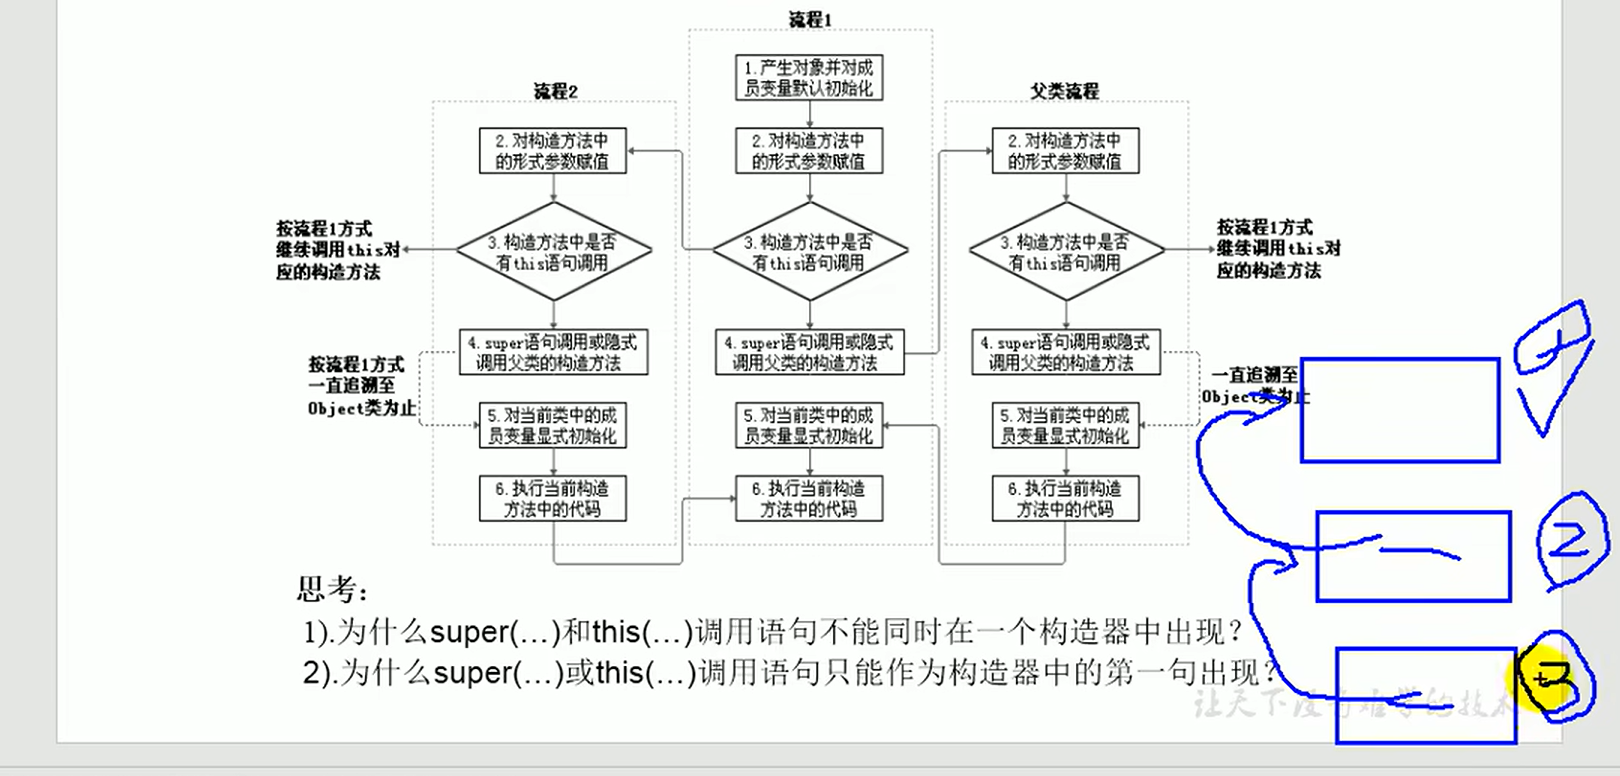 流程1
1.产生对象并对成
员变量默认初始化
流程2
父类流程
2.对构造方法中
的形式参数赋值
2.对构造方法中
的形式参数赋值
2.对构造方法中
的形式参数赋值
按流程1方式
继续调用this对
应的构造方法
3.构造方法中是否
有this语句调用
3.构造方法中是否
有this语句调用
3.构造方法中是否
有this语句调用
按流程1方式
继续调用this对
应的构造方法
4.super语句调用或隐式
调用父类的构造方法
4.super语句调用或隐式
调用父类的构造方法
4.super语句调用或隐式
调用父类的构造方法
按流程1方式
一直追溯至
Object类为止
一直追溯至
Object类为止
5.对当前类中的成
员变量显式初始化
5.对当前类中的成
员变量显式初始化
5.对当前类中的成
员变量显式初始化
6.执行当前构造
方法中的代码
6.执行当前构造
方法中的代码
6.执行当前构造
方法中的代码
2
思考：
1).为什么super(…)和this(…)调用语句不能同时在一个构造器中出现？
2).为什么super(…)或this(…)调用语句只能作为构造器中的第一句出现？
3
让天下没有难学的技术